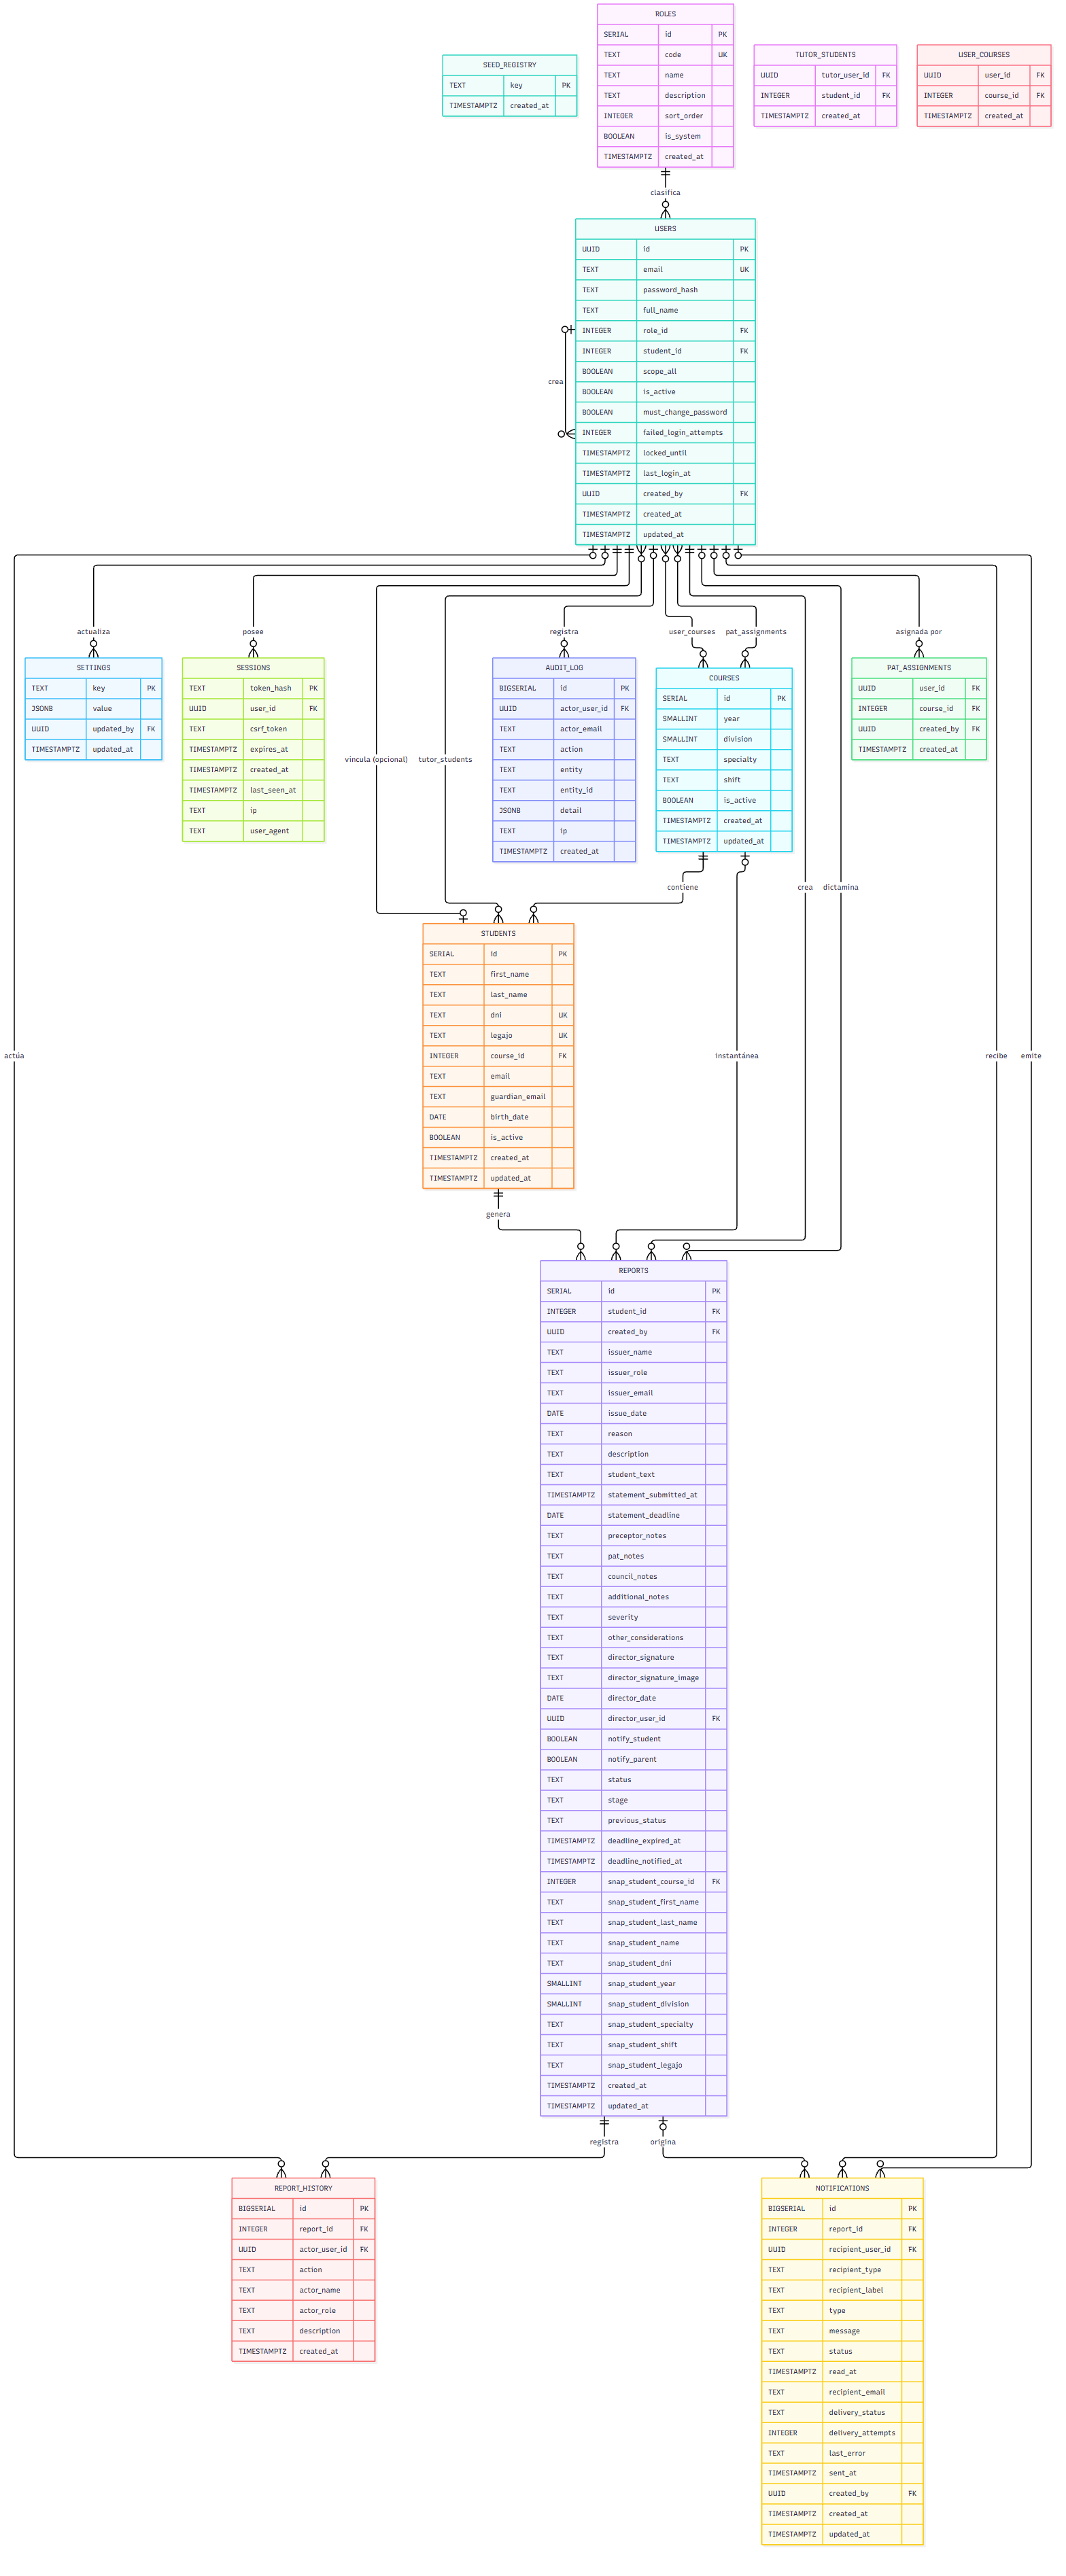 ROLES
SERIAL id PK
TEXT code UK
TEXT name
TEXT description
INTEGER sort_order
BOOLEAN is_system
TIMESTAMPTZ created_at
SEED_REGISTRY
TEXT key PK
TIMESTAMPTZ created_at
TUTOR_STUDENTS
UUID tutor_user_id FK
INTEGER student_id FK
TIMESTAMPTZ created_at
USER_COURSES
UUID user_id FK
INTEGER course_id FK
TIMESTAMPTZ created_at
clasifica
USERS
UUID id PK
TEXT email UK
TEXT password_hash
TEXT full_name
INTEGER role_id FK
INTEGER student_id FK
BOOLEAN scope_all
BOOLEAN is_active
BOOLEAN must_change_password
INTEGER failed_login_attempts
TIMESTAMPTZ locked_until
TIMESTAMPTZ last_login_at
UUID created_by FK
TIMESTAMPTZ created_at
TIMESTAMPTZ updated_at
crea
actualiza
posee
registra
user_courses
pat_assignments
asignada por
SETTINGS
TEXT key PK
JSONB value
UUID updated_by FK
TIMESTAMPTZ updated_at
SESSIONS
TEXT token_hash PK
UUID user_id FK
TEXT csrf_token
TIMESTAMPTZ expires_at
TIMESTAMPTZ created_at
TIMESTAMPTZ last_seen_at
TEXT ip
TEXT user_agent
vincula (opcional)
tutor_students
AUDIT_LOG
BIGSERIAL id PK
UUID actor_user_id FK
TEXT actor_email
TEXT action
TEXT entity
TEXT entity_id
JSONB detail
TEXT ip
TIMESTAMPTZ created_at
COURSES
SERIAL id PK
SMALLINT year
SMALLINT division
TEXT specialty
TEXT shift
BOOLEAN is_active
TIMESTAMPTZ created_at
TIMESTAMPTZ updated_at
PAT_ASSIGNMENTS
UUID user_id FK
INTEGER course_id FK
UUID created_by FK
TIMESTAMPTZ created_at
contiene
crea
dictamina
STUDENTS
SERIAL id PK
TEXT first_name
TEXT last_name
TEXT dni UK
TEXT legajo UK
INTEGER course_id FK
TEXT email
TEXT guardian_email
DATE birth_date
BOOLEAN is_active
TIMESTAMPTZ created_at
TIMESTAMPTZ updated_at
actúa
instantánea
recibe
emite
genera
REPORTS
SERIAL id PK
INTEGER student_id FK
UUID created_by FK
TEXT issuer_name
TEXT issuer_role
TEXT issuer_email
DATE issue_date
TEXT reason
TEXT description
TEXT student_text
TIMESTAMPTZ statement_submitted_at
DATE statement_deadline
TEXT preceptor_notes
TEXT pat_notes
TEXT council_notes
TEXT additional_notes
TEXT severity
TEXT other_considerations
TEXT director_signature
TEXT director_signature_image
DATE director_date
UUID director_user_id FK
BOOLEAN notify_student
BOOLEAN notify_parent
TEXT status
TEXT stage
TEXT previous_status
TIMESTAMPTZ deadline_expired_at
TIMESTAMPTZ deadline_notified_at
INTEGER snap_student_course_id FK
TEXT snap_student_first_name
TEXT snap_student_last_name
TEXT snap_student_name
TEXT snap_student_dni
SMALLINT snap_student_year
SMALLINT snap_student_division
TEXT snap_student_specialty
TEXT snap_student_shift
TEXT snap_student_legajo
TIMESTAMPTZ created_at
TIMESTAMPTZ updated_at
registra
origina
REPORT_HISTORY
BIGSERIAL id PK
INTEGER report_id FK
UUID actor_user_id FK
TEXT action
TEXT actor_name
TEXT actor_role
TEXT description
TIMESTAMPTZ created_at
NOTIFICATIONS
BIGSERIAL id PK
INTEGER report_id FK
UUID recipient_user_id FK
TEXT recipient_type
TEXT recipient_label
TEXT type
TEXT message
TEXT status
TIMESTAMPTZ read_at
TEXT recipient_email
TEXT delivery_status
INTEGER delivery_attempts
TEXT last_error
TIMESTAMPTZ sent_at
UUID created_by FK
TIMESTAMPTZ created_at
TIMESTAMPTZ updated_at